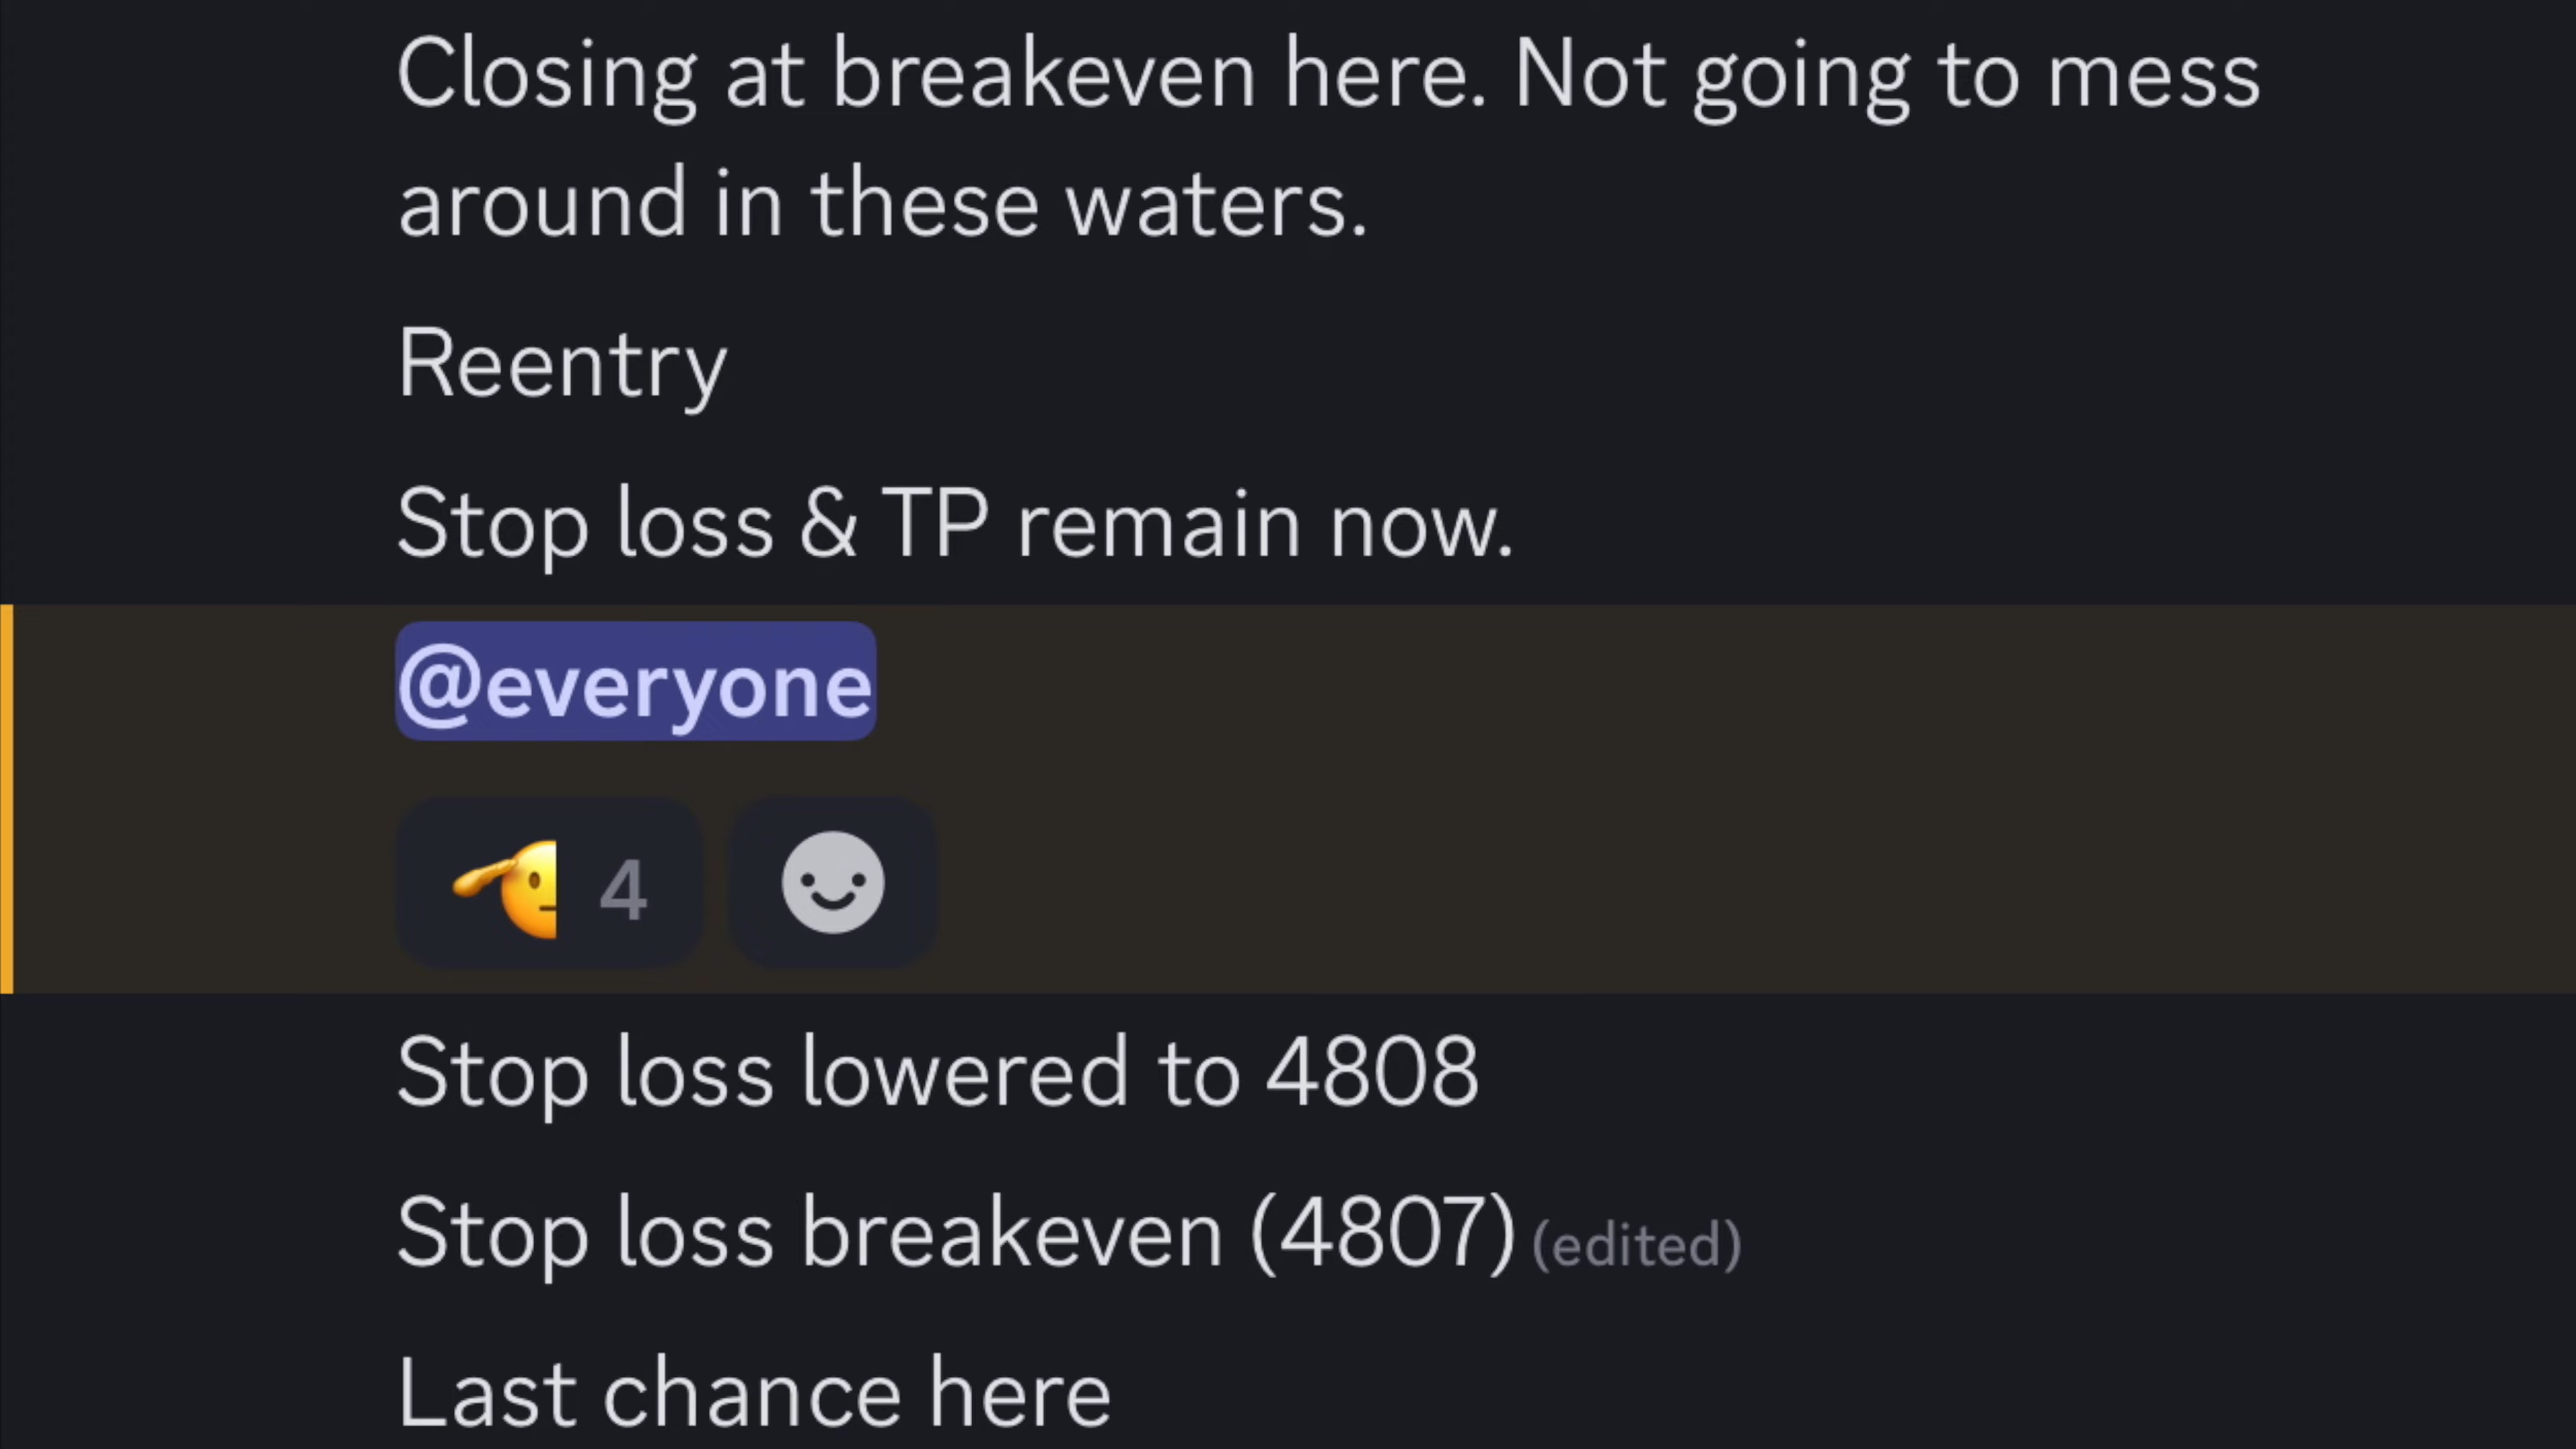 Closing at breakeven here. Not going to mess
around in these waters.
Reentry
Stop loss & TP remain now.
@everyone
4
Stop loss lowered to 4808
Stop loss breakeven (4807) (edited)
Last chance here